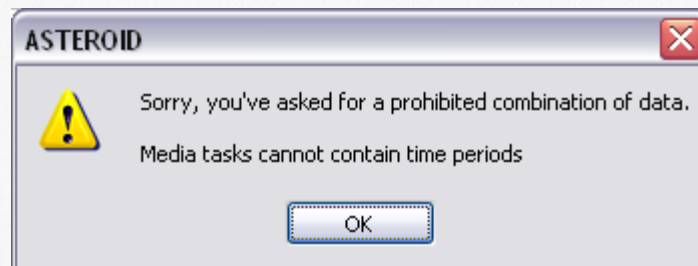 ASTEROID
Sorry, you've asked for a prohibited combination of data.
Media tasks cannot contain time periods
OK